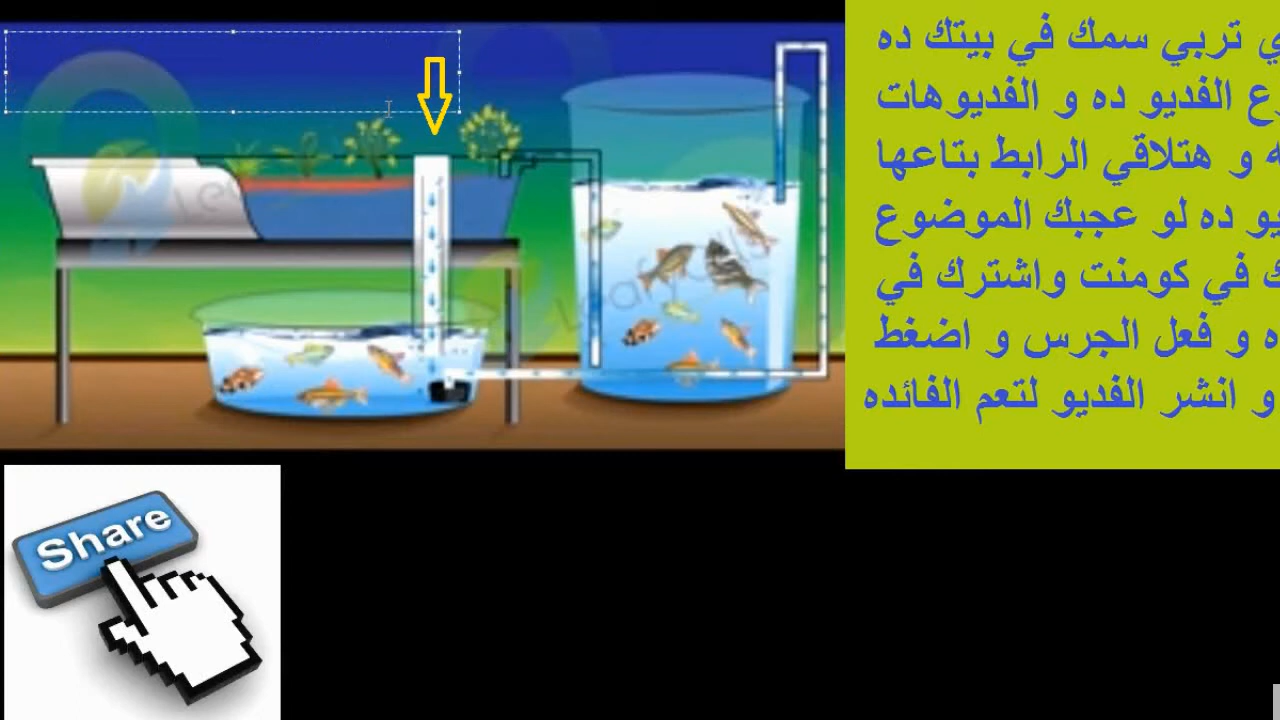 تربي سمك في بيتك ده
الفديو ده و الفديوهات
و هتلاقي الرابط بتاعها
ده لو عجبك الموضوع
في كومنت واشترك في
و فعل الجرس و اضغط
و انشر الفديو لتعم الفائده
Share